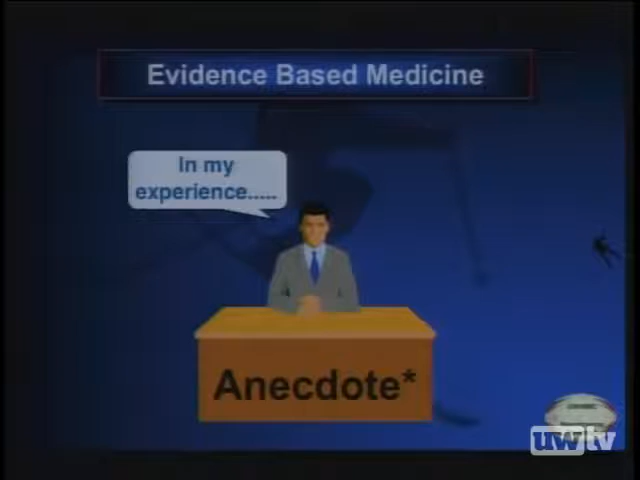 Evidence Based Medicine
In my
experience.....
Anecdote*
uwtv